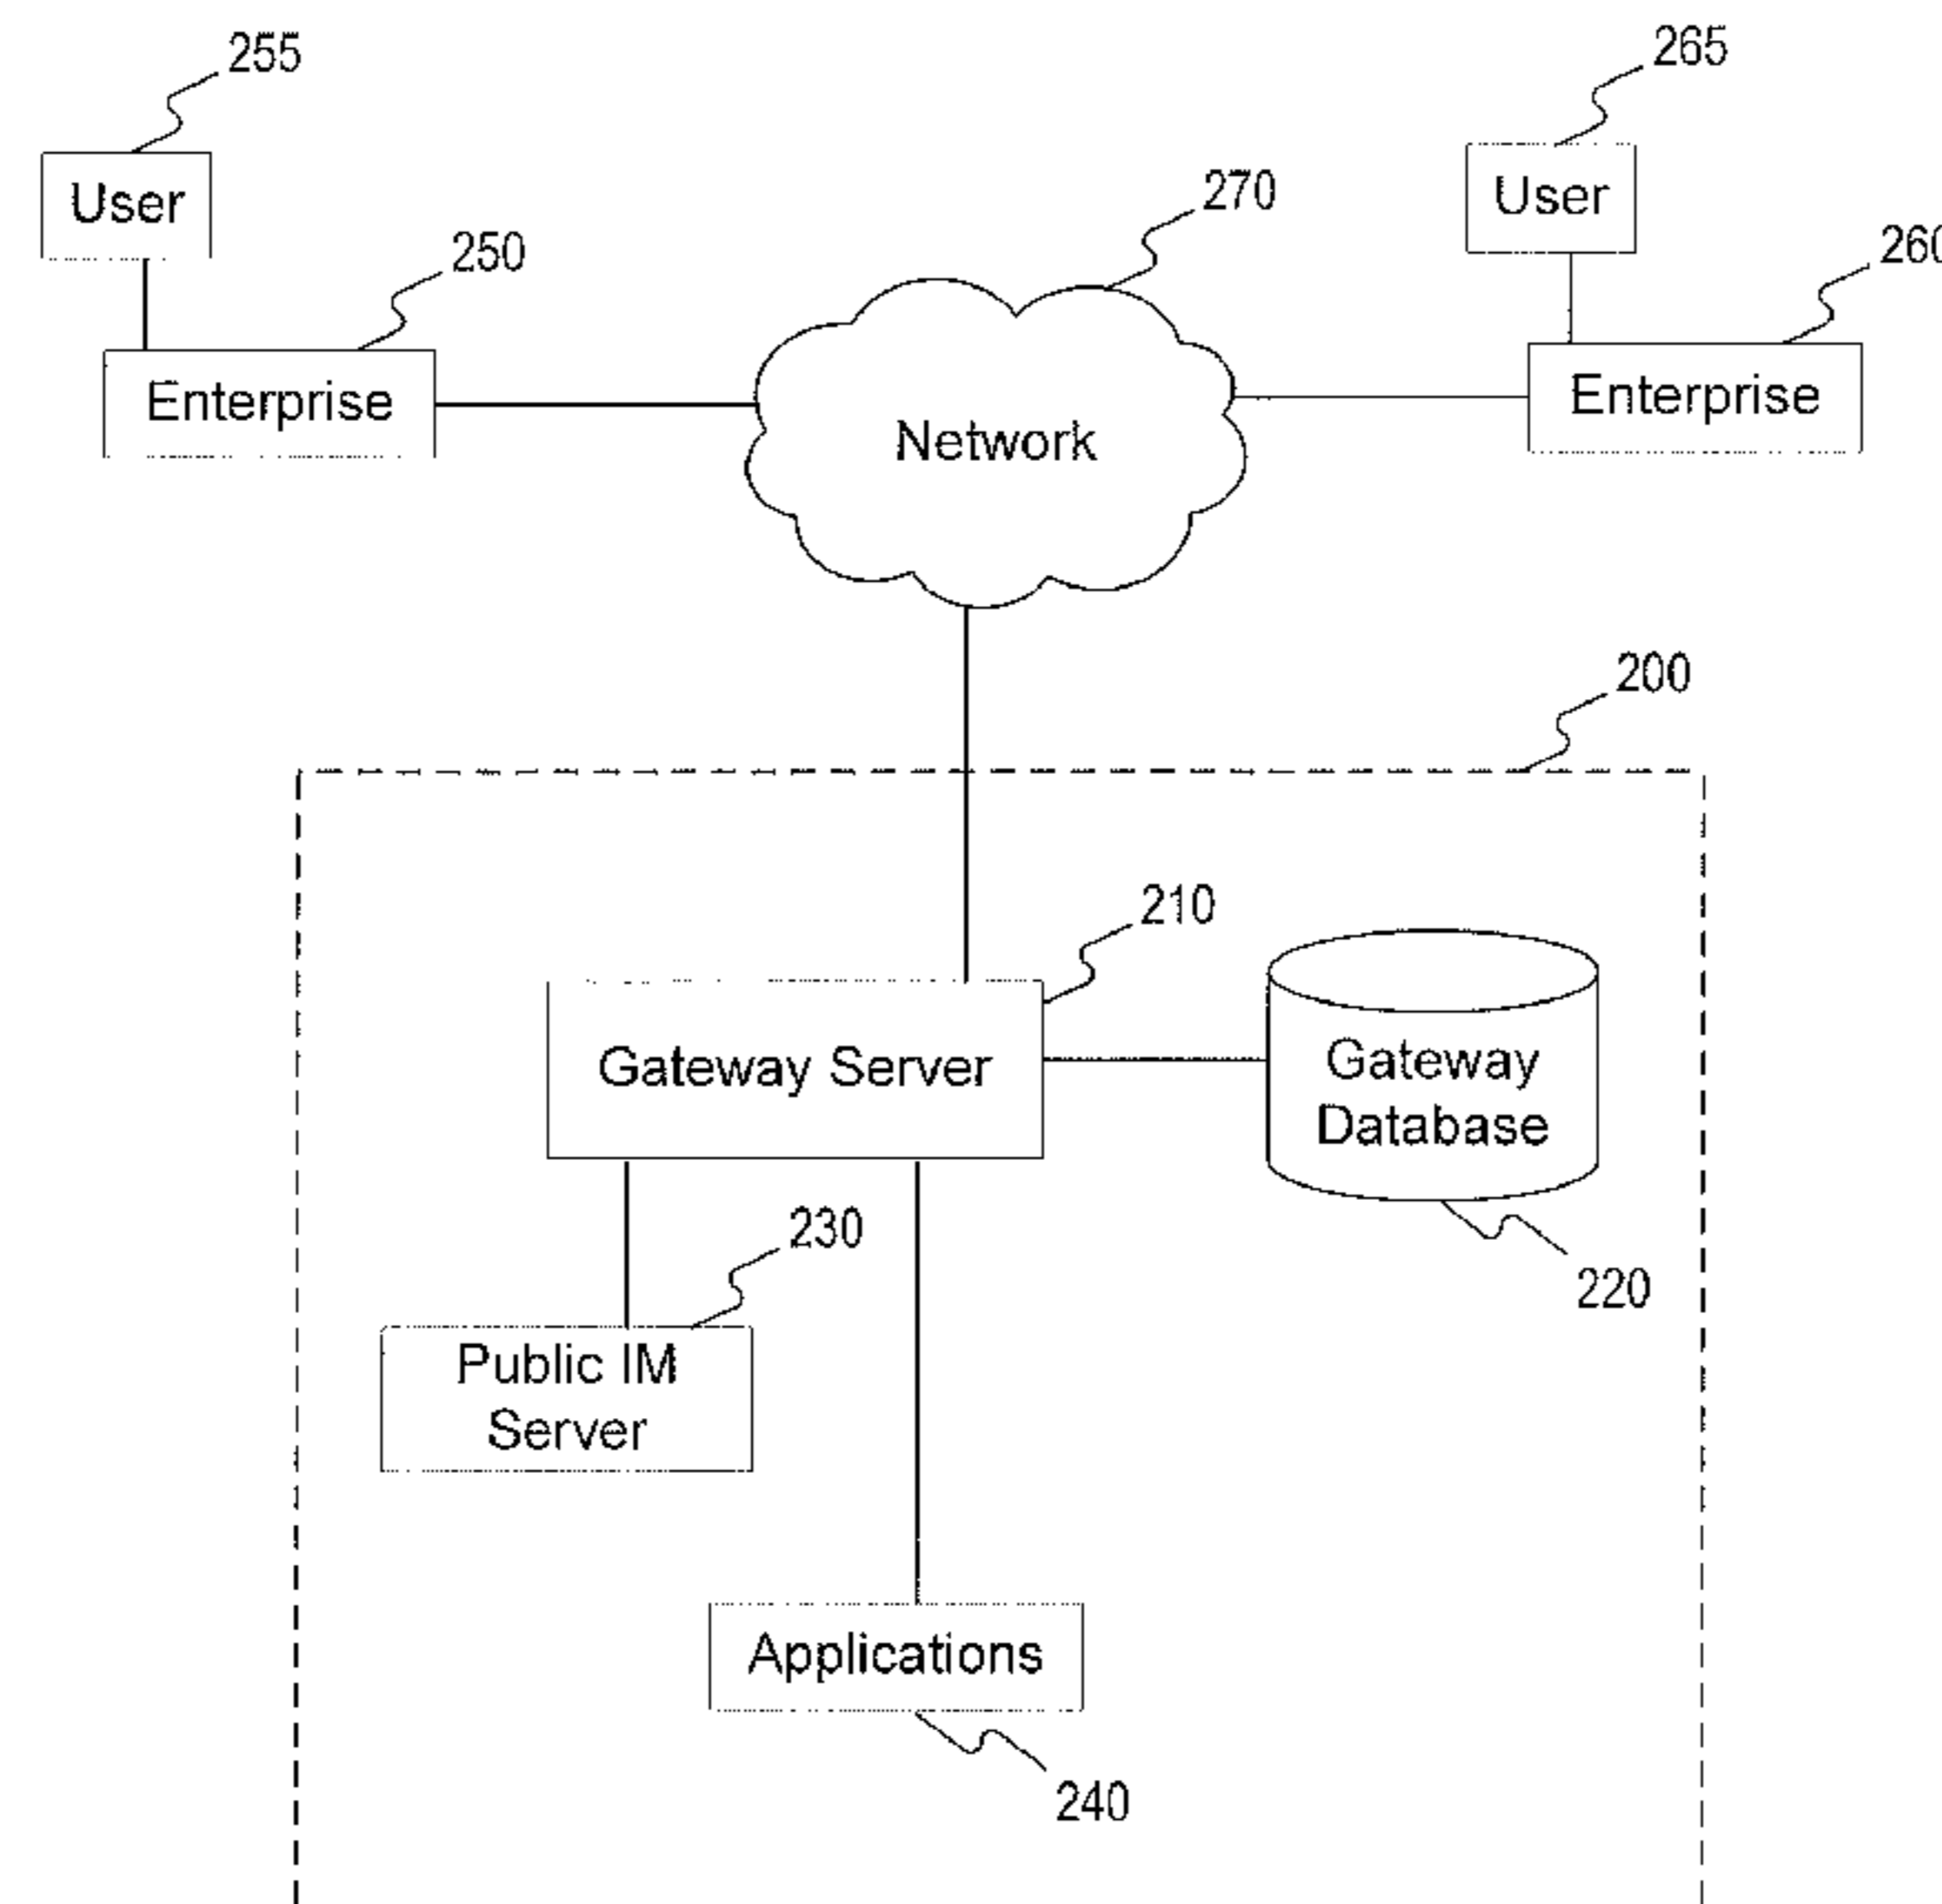 255
265
User
270
User
250
260
Enterprise
Enterprise
Network
200
210
Gateway Server
Gateway
Database
230
220
Public IM
Server
Applications
240